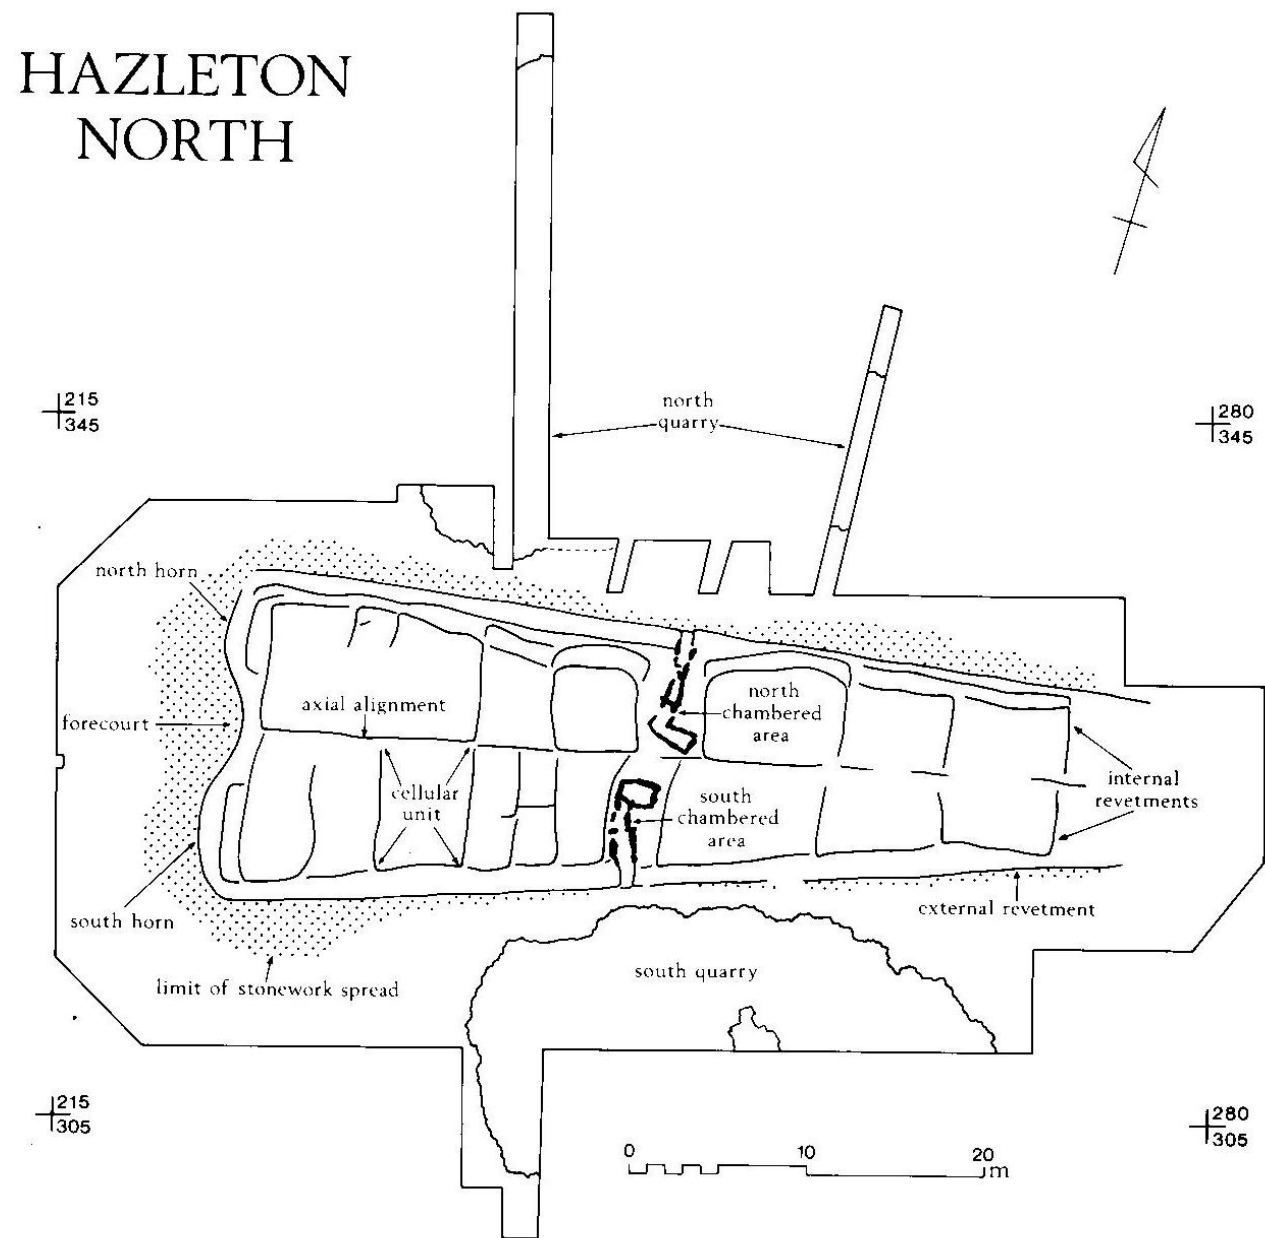 HAZLETON
NORTH
215
345
north
quarry
280
345
north horn
forecourt
axial alignment
north
chambered
area
cellular
unit
south
chambered
area
internal
revetments
south horn
external revetment
limit of stonework spread
south quarry
215
305
280
305
0 10 20
m